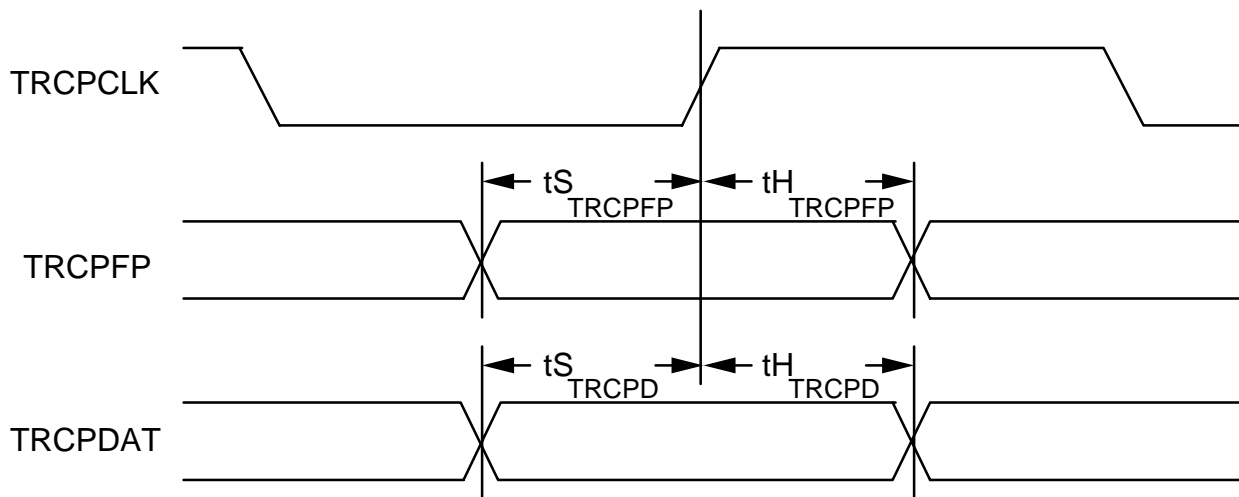 TRCPCLK
tS TRCPFP tH TRCPFP
TRCPFP
tS TRCPD tH TRCPD
TRCPDAT